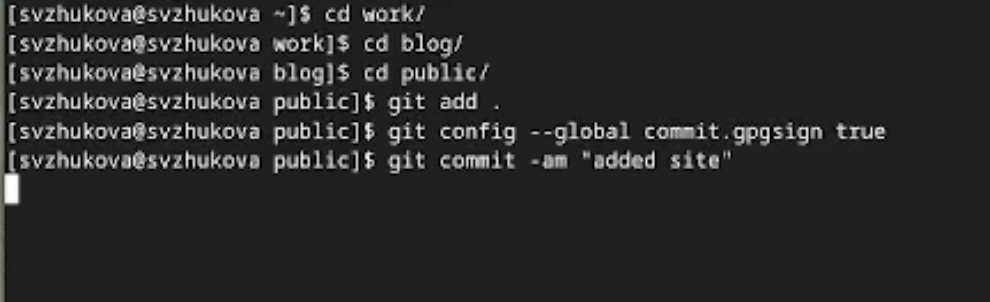 [svzhukova@svzhukova ~]$ cd work/
[svzhukova@svzhukova work]$ cd blog/
[svzhukova@svzhukova blog]$ cd public/
[svzhukova@svzhukova public]$ git add .
[svzhukova@svzhukova public]$ git config --global commit.gpgsign true
[svzhukova@svzhukova public]$ git commit -am "added site"